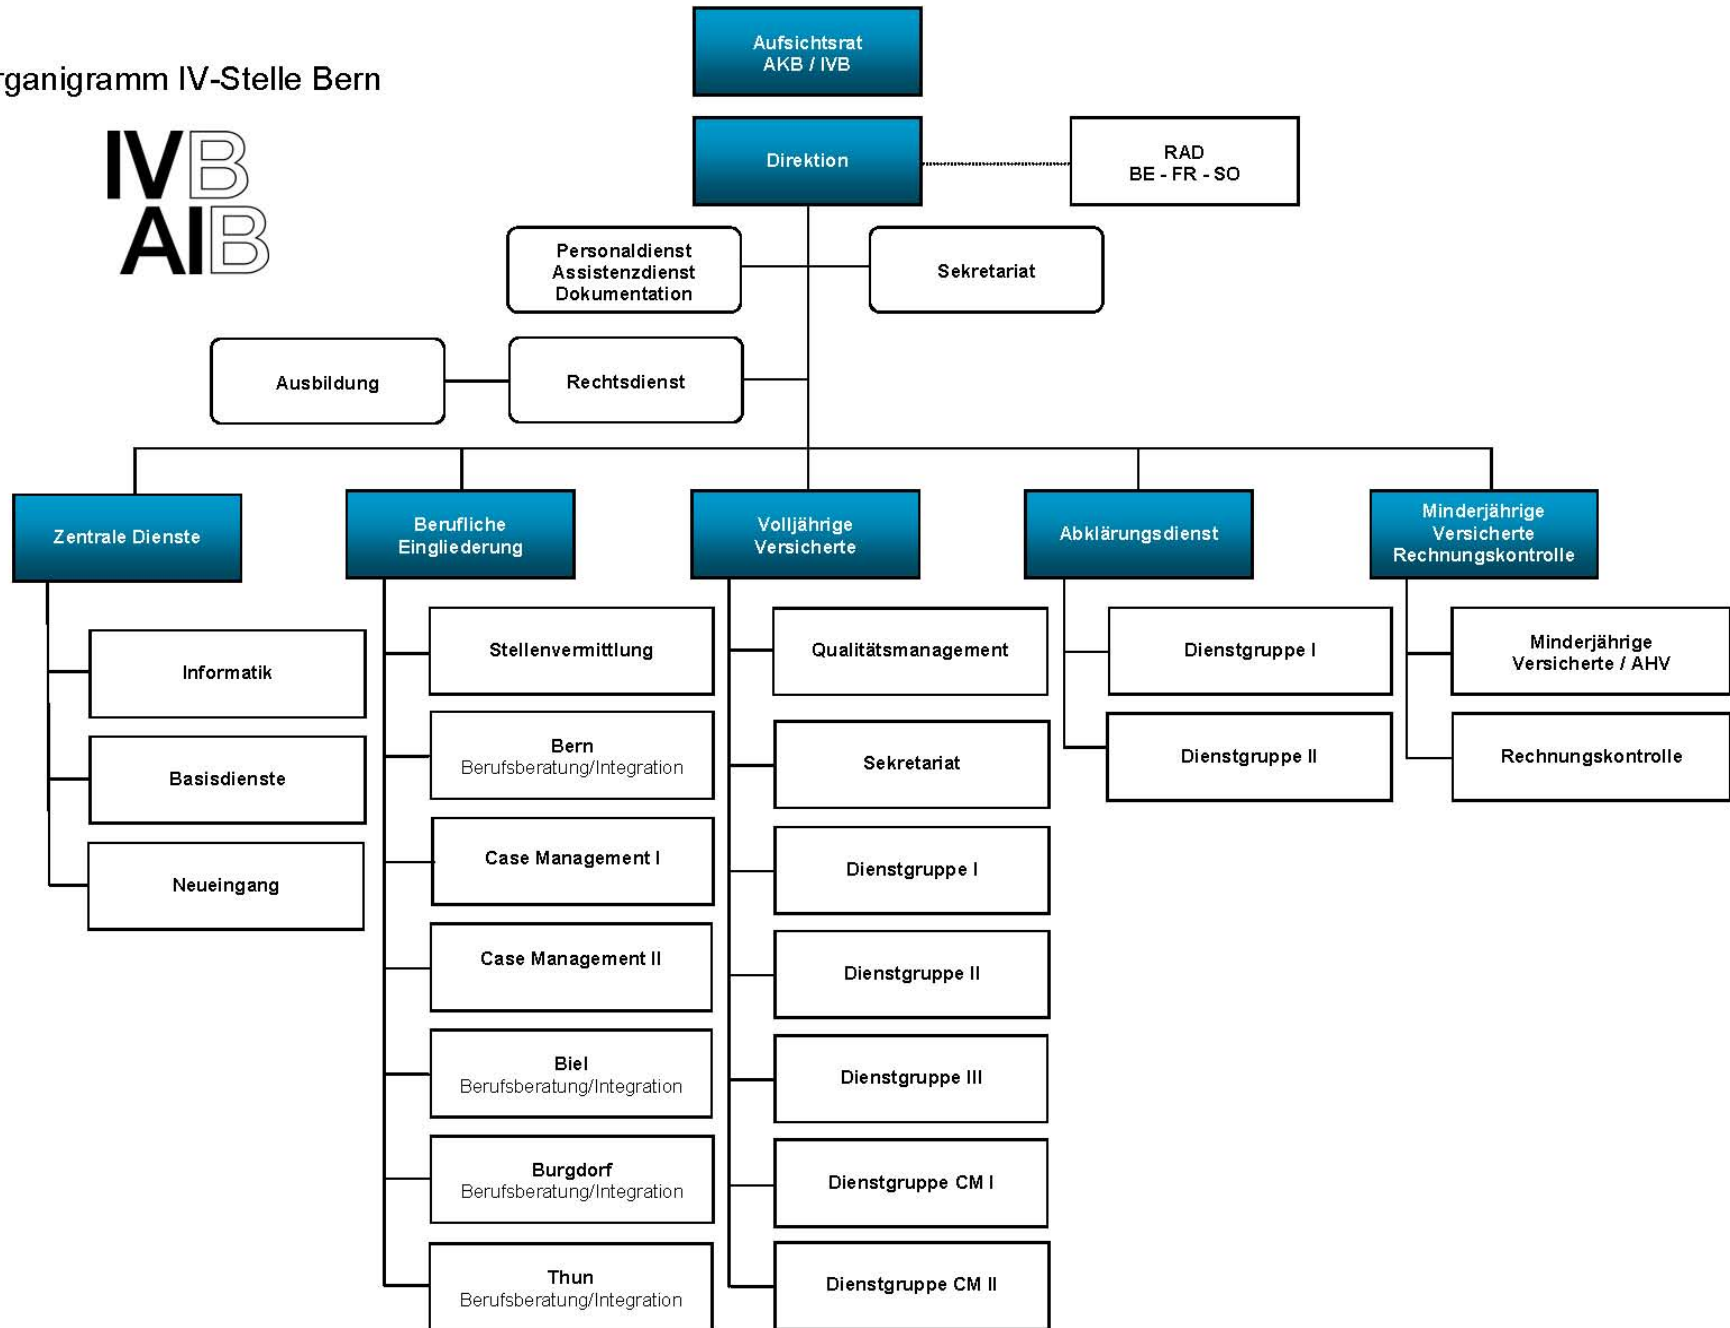 rganigramm IV-Stelle Bern
IVB
AIB
Aufsichtsrat
AKB / IVB
Direktion
RAD
BE - FR - SO
Personaldienst
Assistenzdienst
Dokumentation
Sekretariat
Ausbildung
Rechtsdienst
Zentrale Dienste
Informatik
Basisdienste
Neueingang
Berufliche
Eingliederung
Stellenvermittlung
Bern
Berufsberatung/Integration
Case Management I
Case Management II
Biel
Berufsberatung/Integration
Burgdorf
Berufsberatung/Integration
Thun
Berufsberatung/Integration
Volljährige
Versicherte
Qualitätsmanagement
Sekretariat
Dienstgruppe I
Dienstgruppe II
Dienstgruppe III
Dienstgruppe CM I
Dienstgruppe CM II
Abklärungsdienst
Dienstgruppe I
Dienstgruppe II
Minderjährige
Versicherte
Rechnungskontrolle
Minderjährige
Versicherte / AHV
Rechnungskontrolle